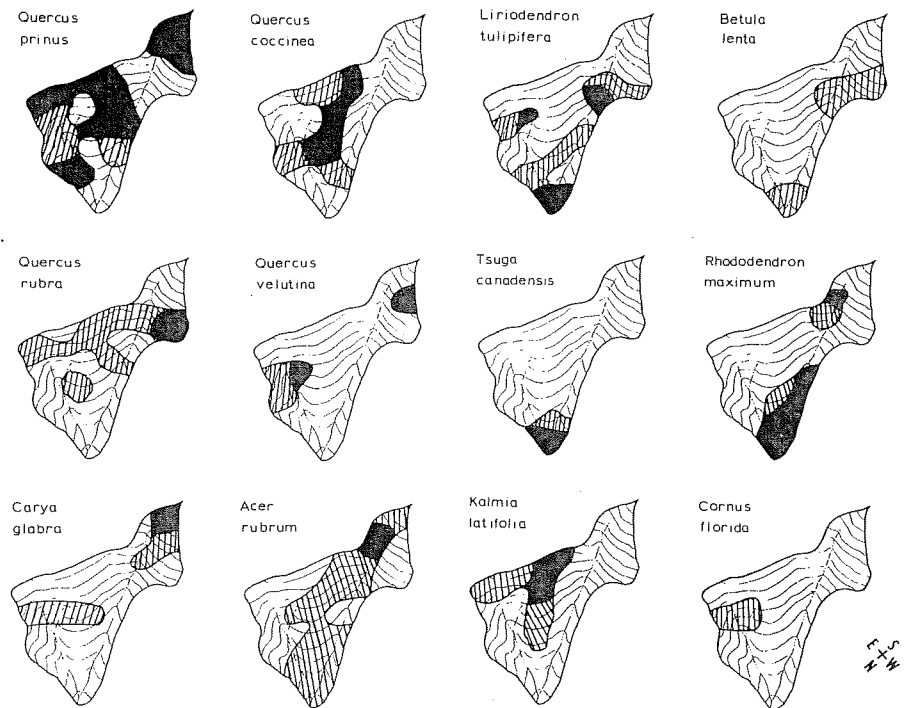 Quercus
prinus
Quercus
coccinea
Liriodendron
tulipifera
Betula
lenta
Quercus
rubra
Quercus
velutina
Tsuga
canadensis
Rhododendron
maximum
Carya
glabra
Acer
rubrum
Kalmia
latifolia
Cornus
florida
E S
N W